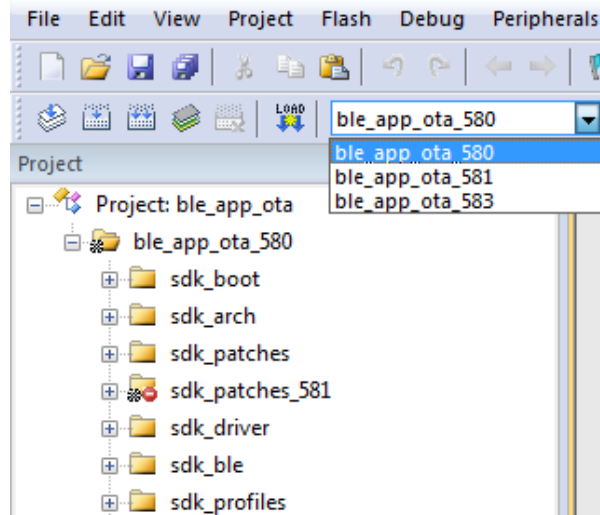 File Edit View Project Flash Debug Peripherals
LOAD
ble_app_ota_580
ble_app_ota_580
ble_app_ota_581
ble_app_ota_583
Project
Project: ble_app_ota
ble_app_ota_580
sdk_boot
sdk_arch
sdk_patches
sdk_patches_581
sdk_driver
sdk_ble
sdk_profiles